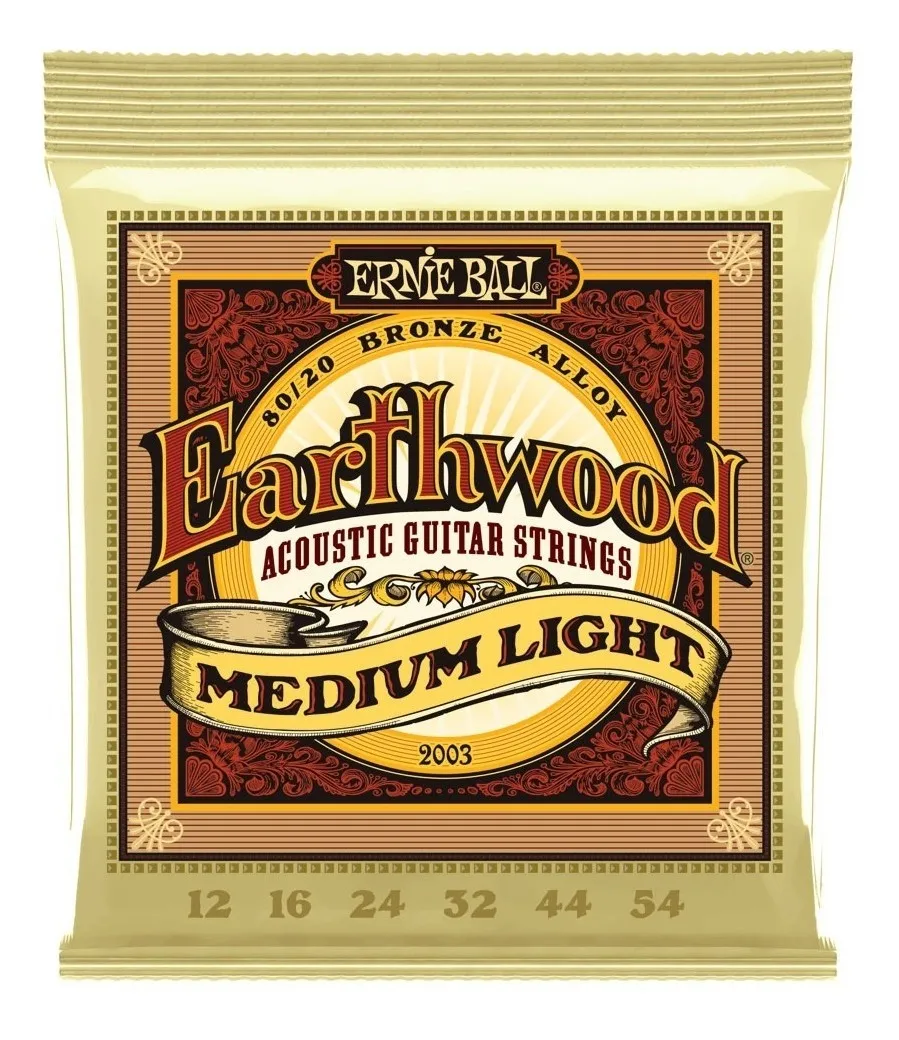 ERNIE BALL®
80/20 BRONZE ALLOY
Earthwood®
ACOUSTIC GUITAR STRINGS
MEDIUM LIGHT
2003
12 16 24 32 44 54